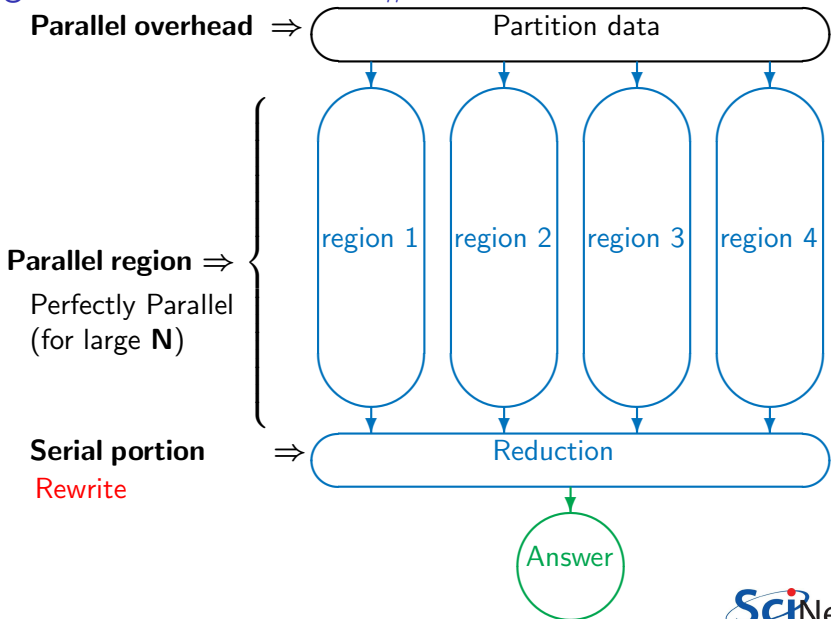 Parallel overhead ⇒ Partition data
region 1 region 2 region 3 region 4
Parallel region ⇒
Perfectly Parallel
(for large N)
Serial portion ⇒ Reduction
Rewrite
Answer